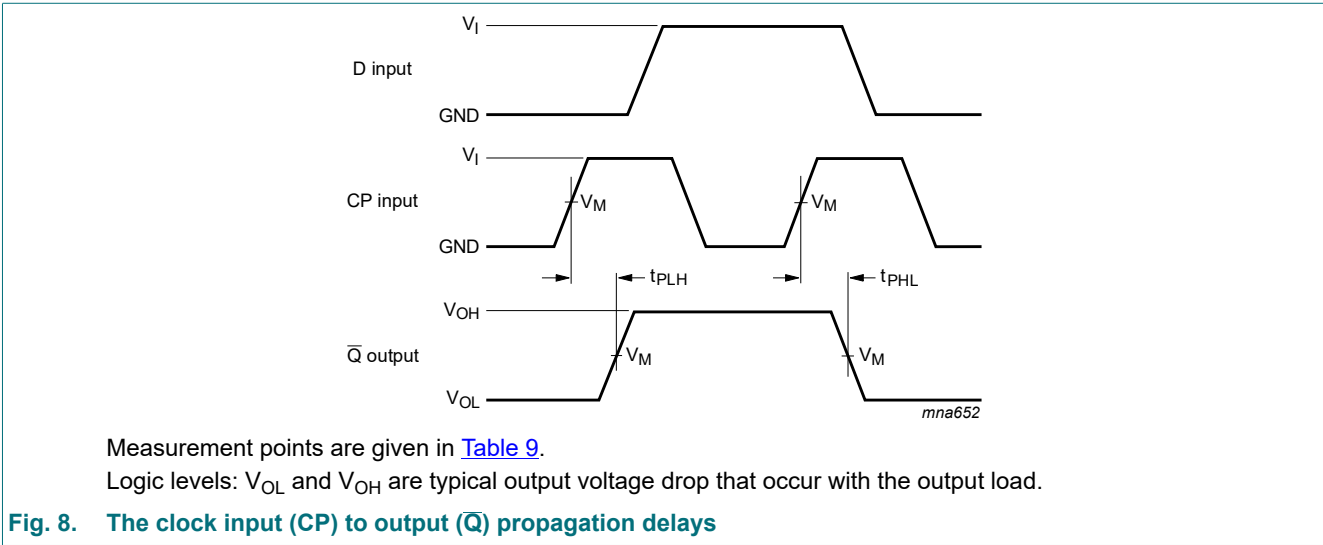 V_I
D input
GND
V_I
CP input
V_M
V_M
GND
t_PLH
t_PHL
V_OH
Q̅ output
V_M
V_M
V_OL
mna652
Measurement points are given in Table 9.
Logic levels: V_OL and V_OH are typical output voltage drop that occur with the output load.
Fig. 8. The clock input (CP) to output (Q̅) propagation delays